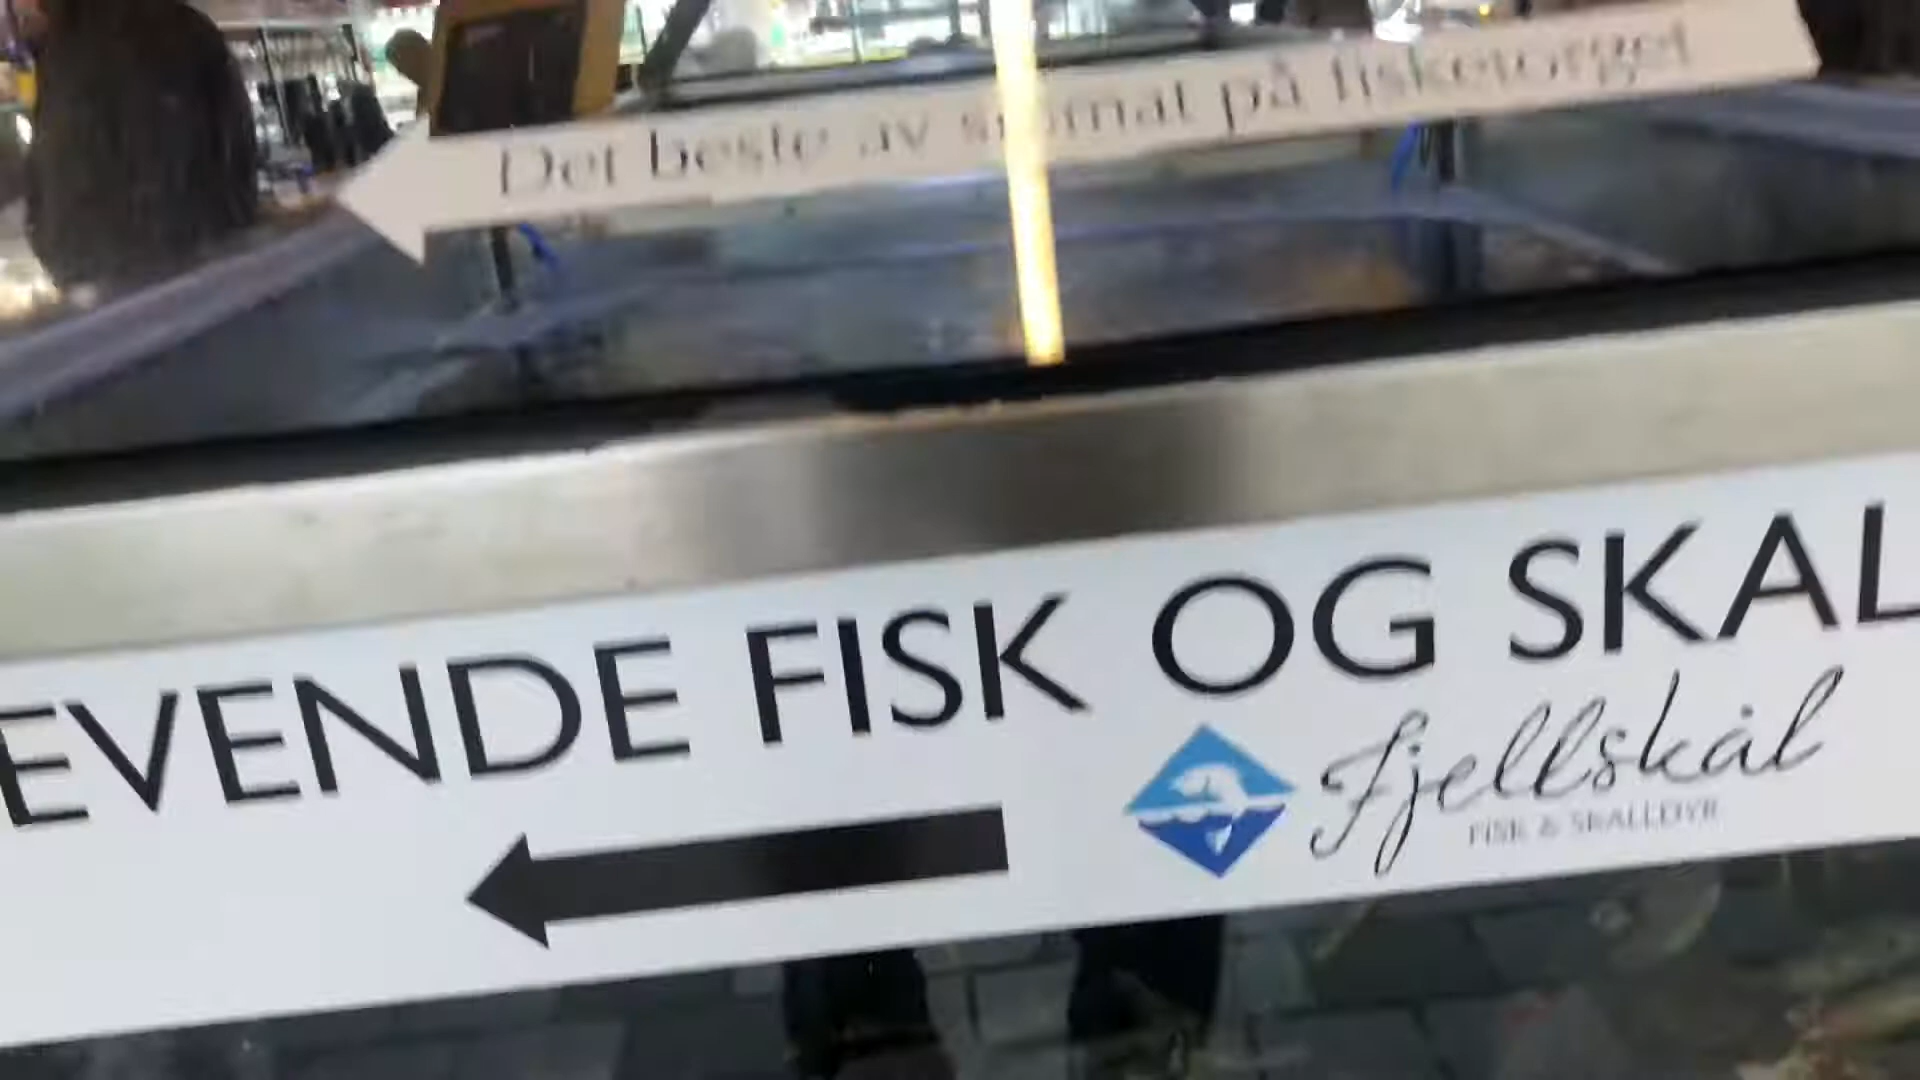 Det beste av sjømat på fisketorget
EVENDE FISK OG SKAL
Fjellskål
FISK & SKALLDYR